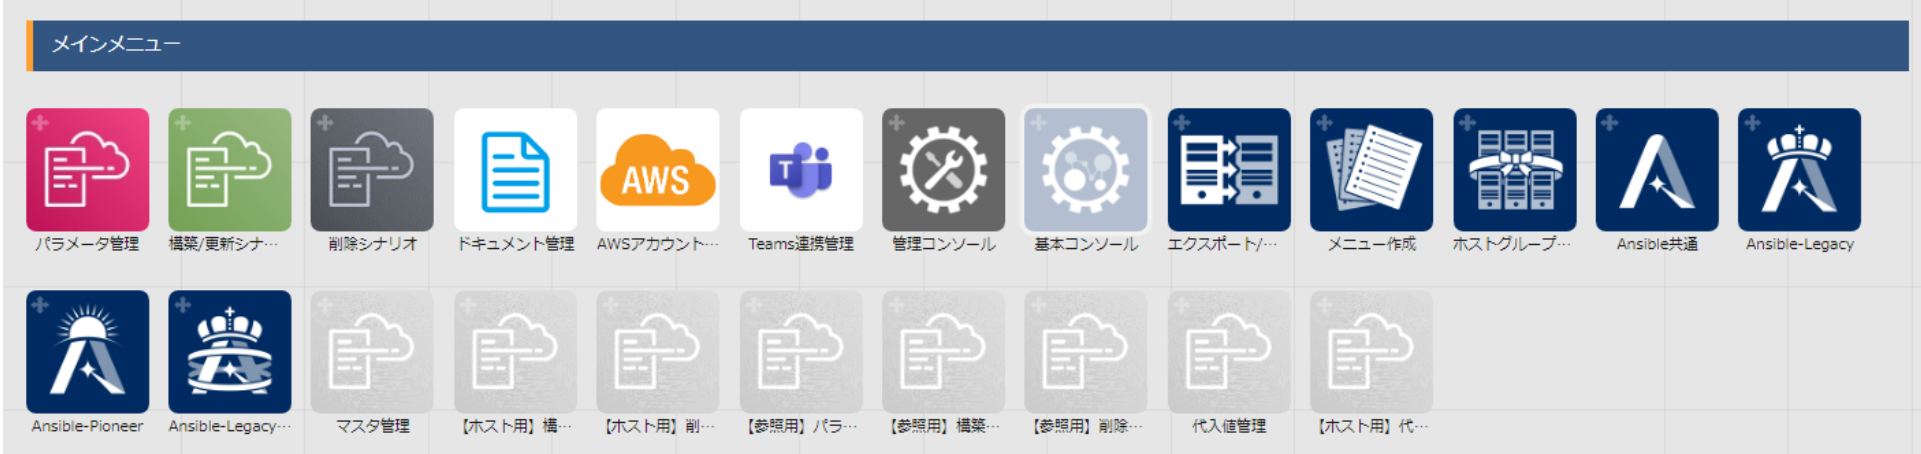 メインメニュー
AWS
T
パラメータ管理
構築/更新シナ…
削除シナリオ
ドキュメント管理
AWSアカウント…
Teams連携管理
管理コンソール
基本コンソール
エクスポート/…
メニュー作成
ホストグループ…
Ansible共通
Ansible-Legacy
Ansible-Pioneer
Ansible-Legacy…
マスタ管理
【ホスト用】構…
【ホスト用】削…
【参照用】パラ…
【参照用】構築…
【参照用】削除…
代入値管理
【ホスト用】代…